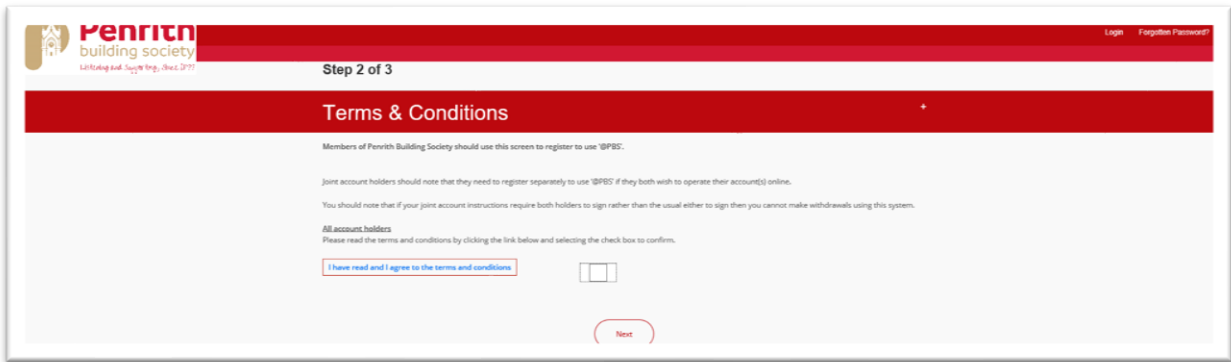 Penrith
building society
Login Forgotten Password?
Step 2 of 3
Terms & Conditions
+
Members of Penrith Building Society should use this screen to register to use '@PBS'.
Joint account holders should note that they need to register separately to use '@PBS' if they both wish to operate their account(s) online.
You should note that if your joint account instructions require both holders to sign rather than the usual either to sign then you cannot make withdrawals using this system.
All account holders
Please read the terms and conditions by clicking the link below and selecting the check box to confirm.
I have read and I agree to the terms and conditions
Next